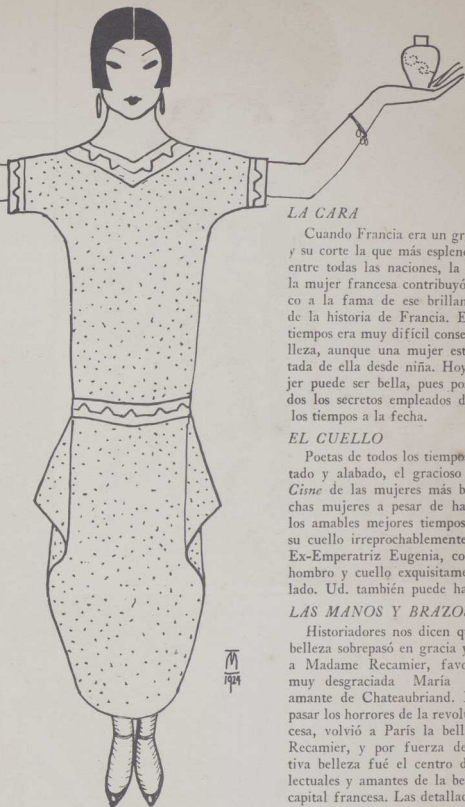 LA CARA
Cuando Francia era un gr
y su corte la que más esplend
entre todas las naciones, la
la mujer francesa contribuyó
co a la fama de ese brillan
de la historia de Francia. E
tiempos era muy difícil conse
lleza, aunque una mujer est
tada de ella desde niña. Hoy
jer puede ser bella, pues po
dos los secretos empleados d
los tiempos a la fecha.
EL CUELLO
Poetas de todos los tiempo
tado y alabado, el gracioso
Cisne de las mujeres más b
chas mujeres a pesar de ha
los amables mejores tiempos
su cuello irreprochablemente
Ex-Emperatriz Eugenia, co
hombro y cuello exquisitame
lado. Ud. también puede ha
LAS MANOS Y BRAZO
Historiadores nos dicen q
belleza sobrepasó en gracia y
a Madame Recamier, favo
muy desgraciada María
amante de Chateaubriand.
pasar los horrores de la revolu
cesa, volvió a París la bell
Recamier, y por fuerza de
tiva belleza fué el centro d
lectuales y amantes de la be
capital francesa. Las detallad
M
1924